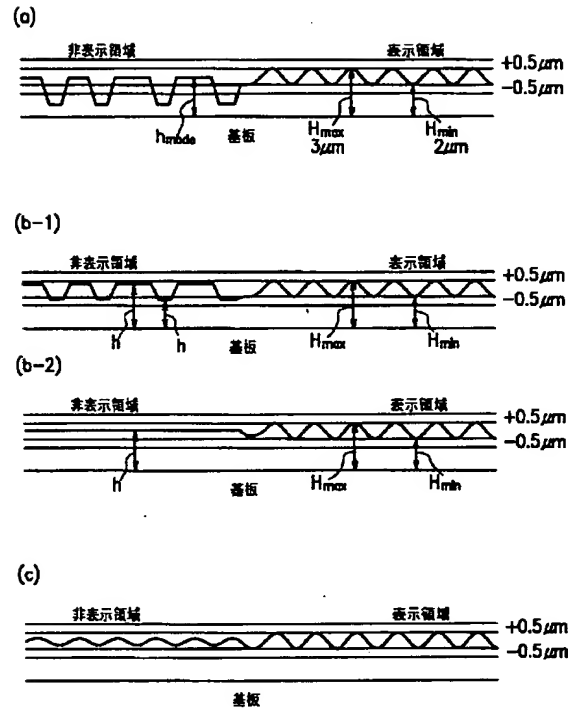 (a)
非表示領域 表示領域
+0.5μm
-0.5μm
hmode 基板 Hmax Hmin
3μm 2μm
(b-1)
非表示領域 表示領域
+0.5μm
-0.5μm
h h 基板 Hmax Hmin
(b-2)
非表示領域 表示領域
+0.5μm
-0.5μm
h 基板 Hmax Hmin
(c)
非表示領域 表示領域
+0.5μm
-0.5μm
基板